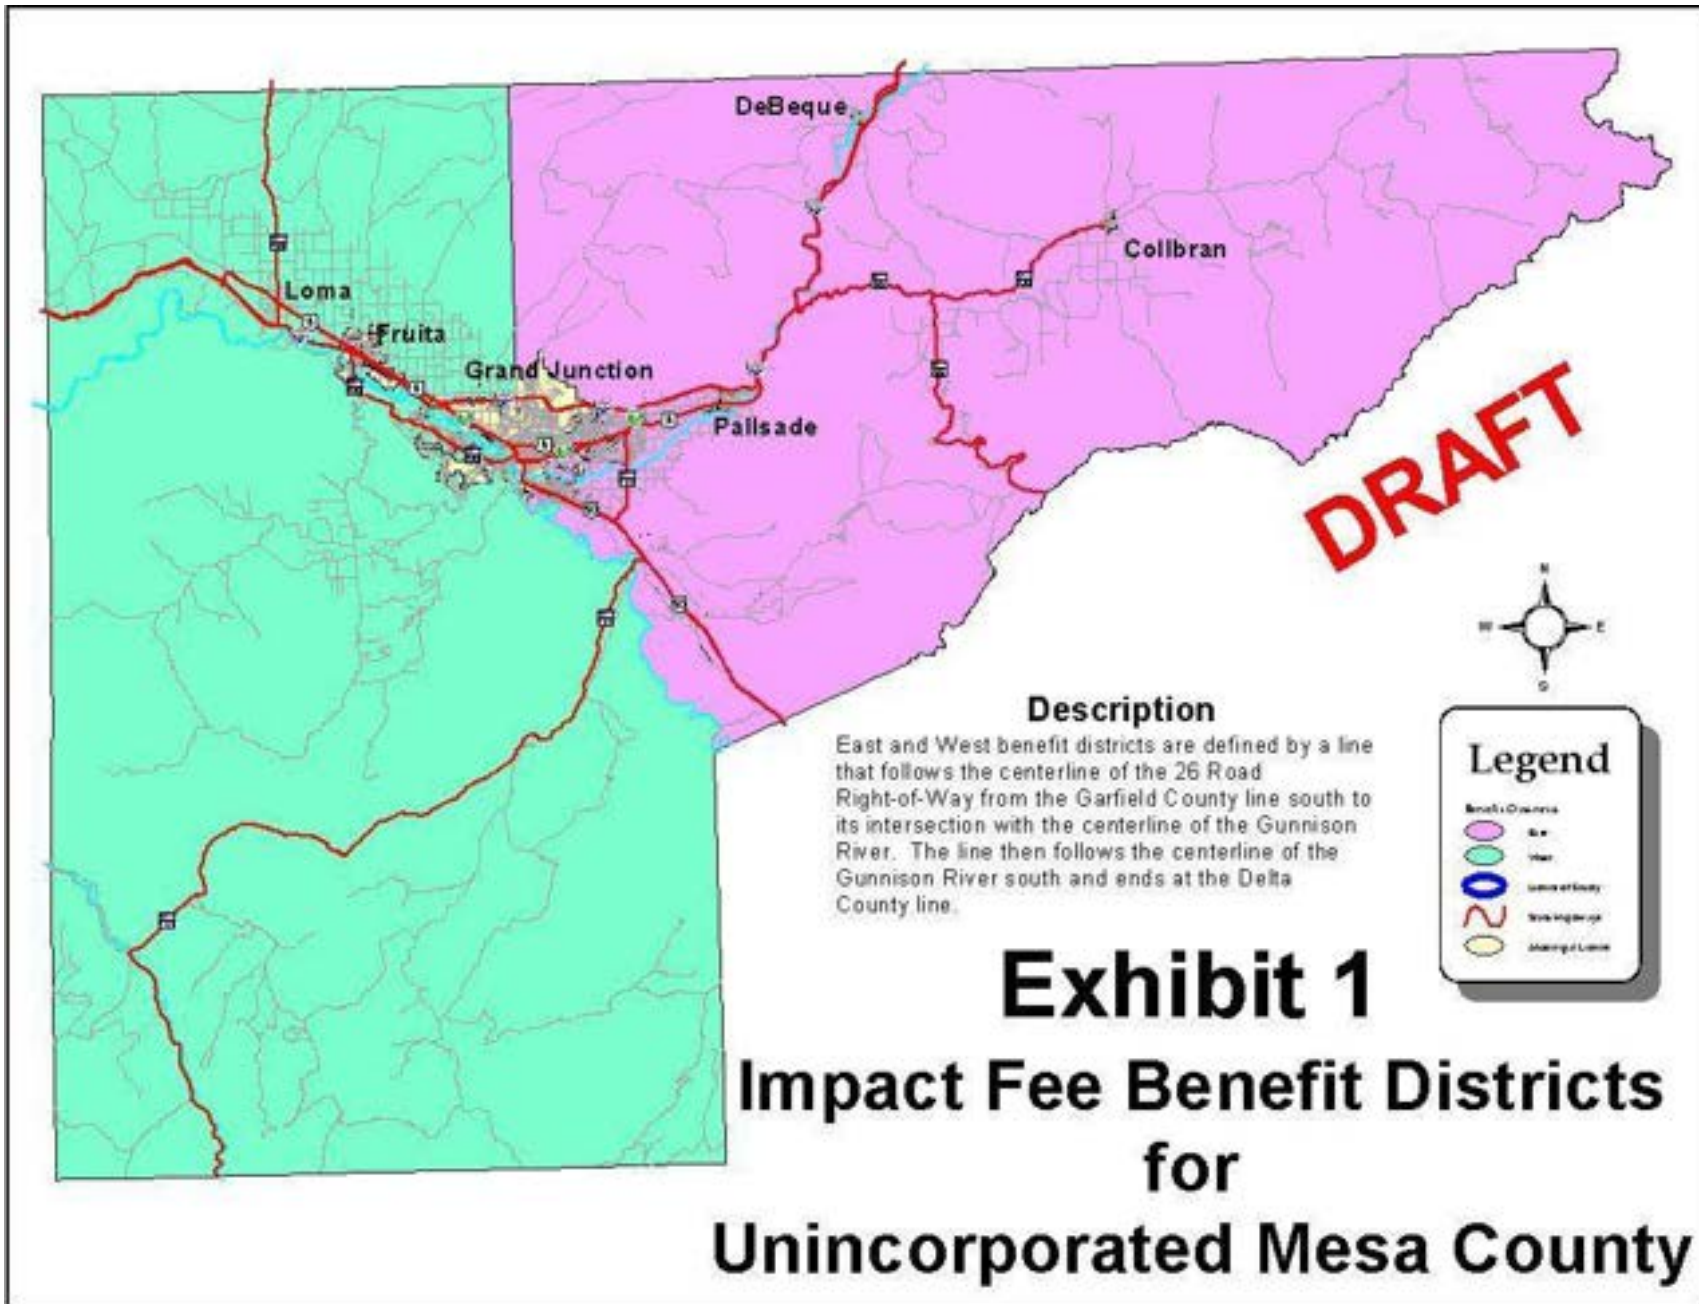 DeBeque
Collbran
Loma
Fruita
Grand Junction
Palisade
DRAFT
N
W
E
S
Description
East and West benefit districts are defined by a line
that follows the centerline of the 26 Road
Right-of-Way from the Garfield County line south to
its intersection with the centerline of the Gunnison
River. The line then follows the centerline of the
Gunnison River south and ends at the Delta
County line.
Legend
Exhibit 1
Impact Fee Benefit Districts
for
Unincorporated Mesa County